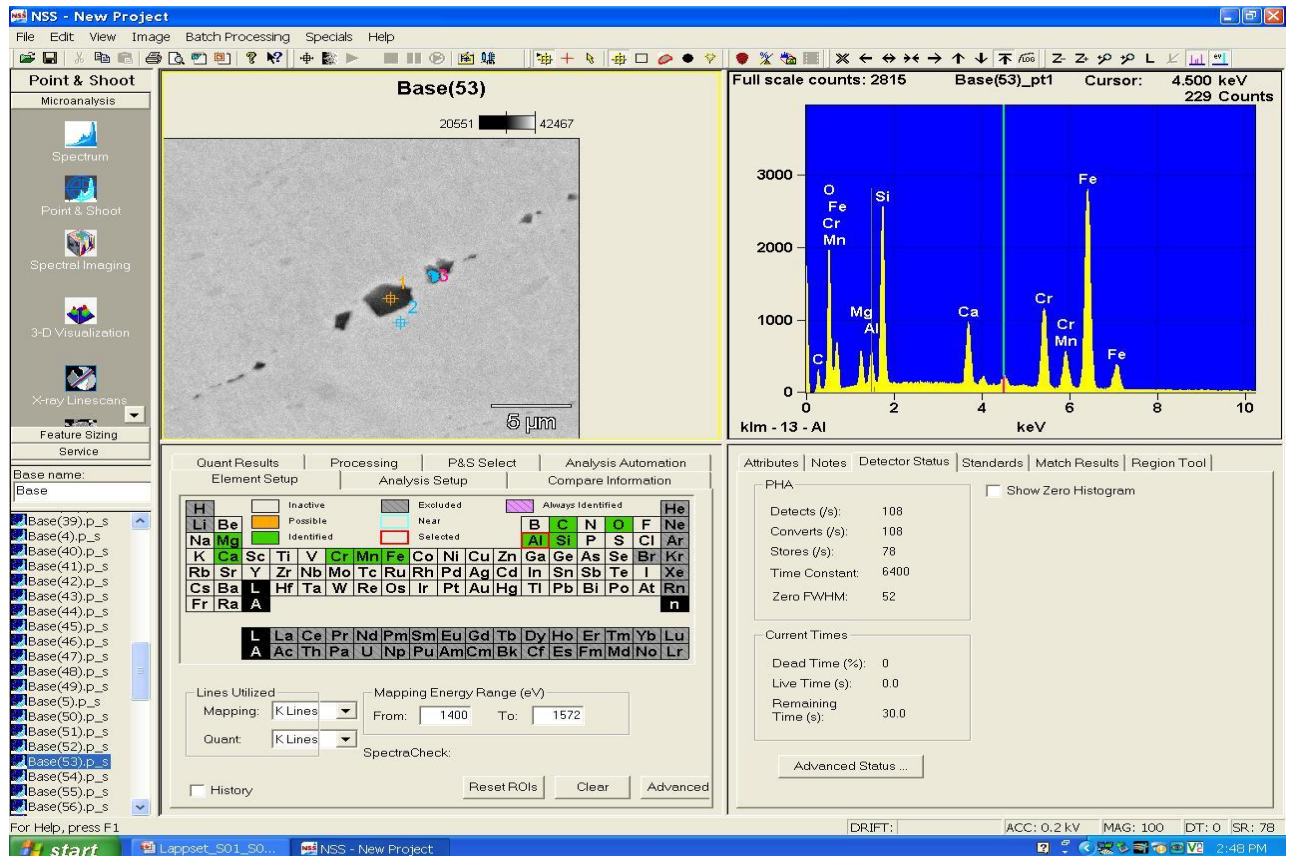 NSS - New Project
File Edit View Image Batch Processing Specials Help
Point & Shoot
Microanalysis
Spectrum
Point & Shoot
Spectral Imaging
3-D Visualization
X-ray Linescans
Feature Sizing
Service
Base name:
Base
Base(39).p_s
Base(4).p_s
Base(40).p_s
Base(41).p_s
Base(42).p_s
Base(43).p_s
Base(44).p_s
Base(45).p_s
Base(46).p_s
Base(47).p_s
Base(48).p_s
Base(49).p_s
Base(5).p_s
Base(50).p_s
Base(51).p_s
Base(52).p_s
Base(53).p_s
Base(54).p_s
Base(55).p_s
Base(56).p_s
Base(53)
20551 42467
1
2
3
5 µm
Full scale counts: 2815 Base(53)_pt1 Cursor: 4.500 keV
229 Counts
3000
2000
1000
0
O
Fe
Cr
Mn
Si
C
Mg
Al
Ca
Cr
Cr
Mn
Fe
Fe
0 2 4 6 8 10
klm - 13 - Al keV
Quant Results Processing P&S Select Analysis Automation
Element Setup Analysis Setup Compare Information
Inactive Excluded Always Identified
Possible Near
Identified Selected
H He
Li Be B C N O F Ne
Na Mg Al Si P S Cl Ar
K Ca Sc Ti V Cr Mn Fe Co Ni Cu Zn Ga Ge As Se Br Kr
Rb Sr Y Zr Nb Mo Tc Ru Rh Pd Ag Cd In Sn Sb Te I Xe
Cs Ba L Hf Ta W Re Os Ir Pt Au Hg Tl Pb Bi Po At Rn
Fr Ra A n
L La Ce Pr Nd Pm Sm Eu Gd Tb Dy Ho Er Tm Yb Lu
A Ac Th Pa U Np Pu Am Cm Bk Cf Es Fm Md No Lr
Lines Utilized
Mapping: K Lines
Quant: K Lines
Mapping Energy Range (eV)
From: 1400 To: 1572
SpectraCheck:
History
Reset ROIs Clear Advanced
Attributes Notes Detector Status Standards Match Results Region Tool
PHA
Detects (/s): 108
Converts (/s): 108
Stores (/s): 78
Time Constant: 6400
Zero FWHM: 52
Show Zero Histogram
Current Times
Dead Time (%): 0
Live Time (s): 0.0
Remaining
Time (s): 30.0
Advanced Status ...
For Help, press F1
DRIFT: ACC: 0.2 kV MAG: 100 DT: 0 SR: 78
start Lappset_S01_S0... NSS - New Project 2:48 PM